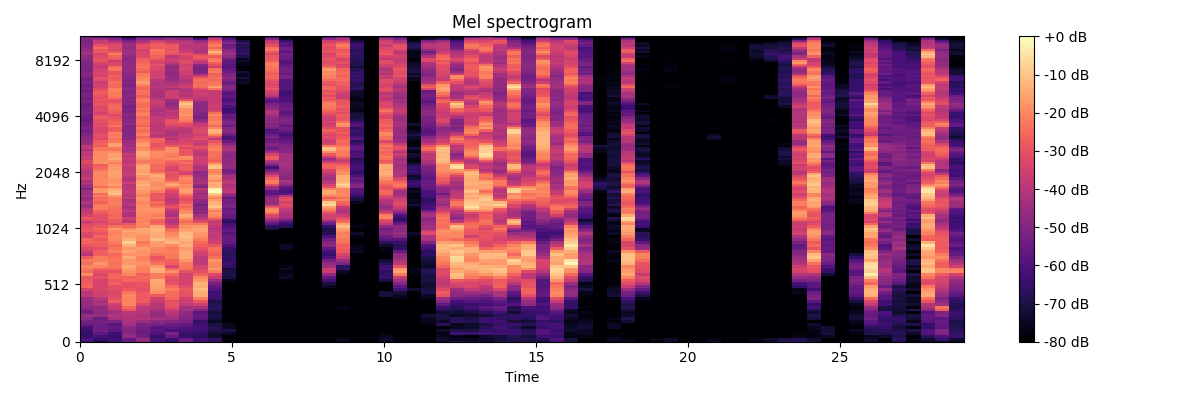 Mel spectrogram
Hz
8192
4096
2048
1024
512
0
0 5 10 15 20 25
Time
+0 dB
-10 dB
-20 dB
-30 dB
-40 dB
-50 dB
-60 dB
-70 dB
-80 dB